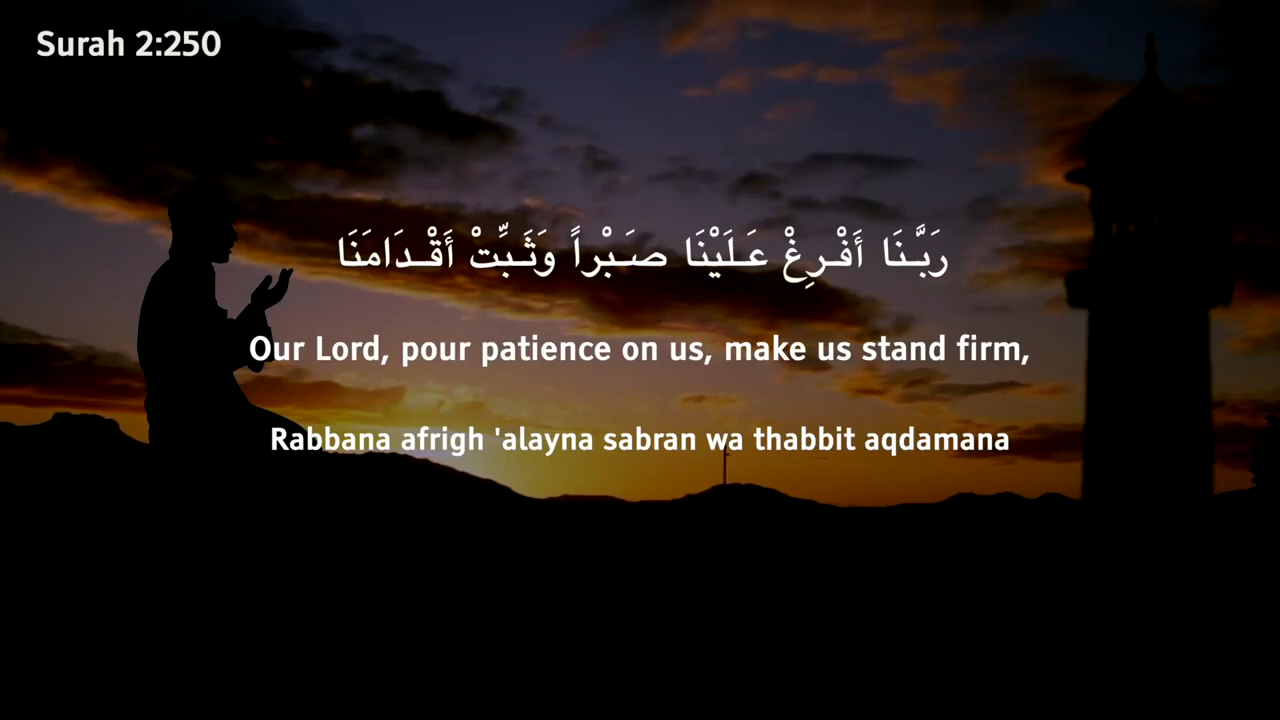 Surah 2:250
رَبَّنَا أَفْرِغْ عَلَيْنَا صَبْراً وَثَبِّتْ أَقْدَامَنَا
Our Lord, pour patience on us, make us stand firm,
Rabbana afrigh 'alayna sabran wa thabbit aqdamana